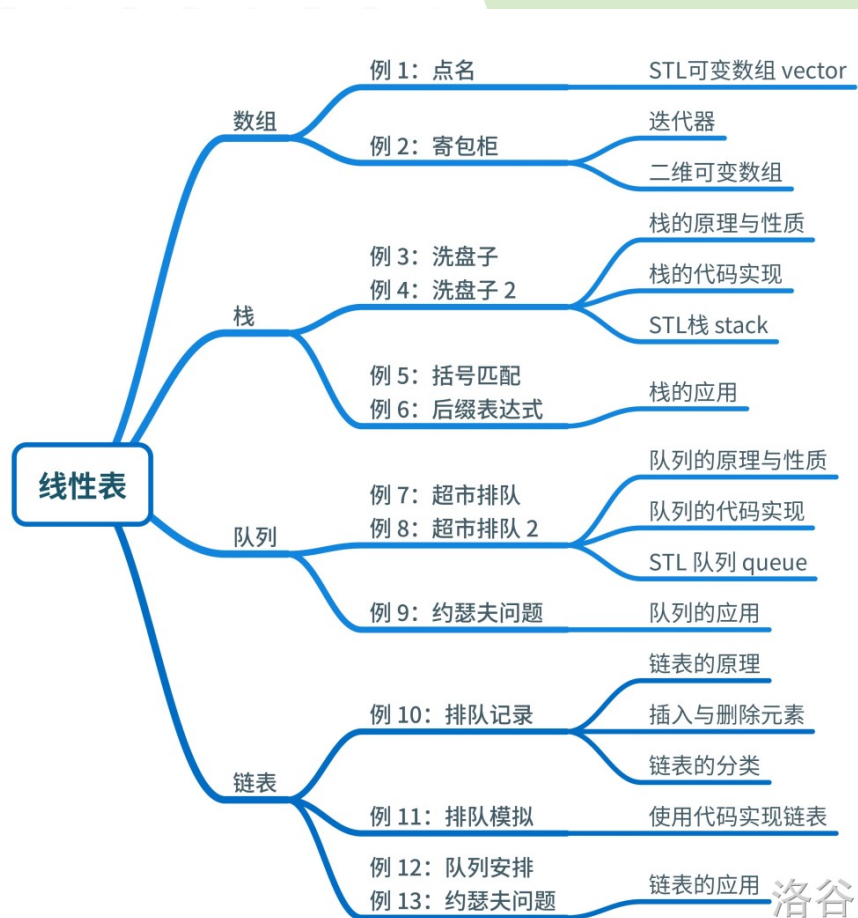 线性表
数组
例 1：点名
STL可变数组 vector
例 2：寄包柜
迭代器
二维可变数组
栈
例 3：洗盘子
例 4：洗盘子 2
栈的原理与性质
栈的代码实现
STL栈 stack
例 5：括号匹配
例 6：后缀表达式
栈的应用
队列
例 7：超市排队
例 8：超市排队 2
队列的原理与性质
队列的代码实现
STL 队列 queue
例 9：约瑟夫问题
队列的应用
链表
例 10：排队记录
链表的原理
插入与删除元素
链表的分类
例 11：排队模拟
使用代码实现链表
例 12：队列安排
例 13：约瑟夫问题
链表的应用
洛谷